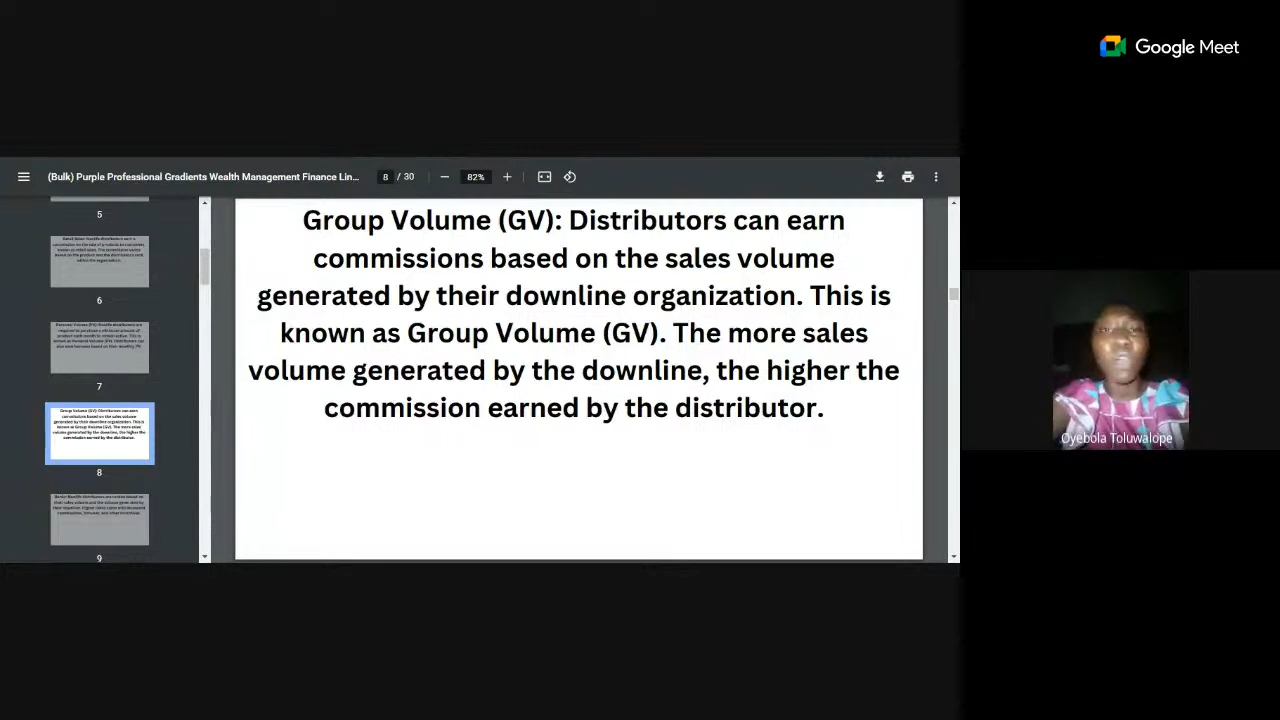 Google Meet
(Bulk) Purple Professional Gradients Wealth Management Finance Lin...
8 / 30
82%
5
6
7
8
9
Group Volume (GV): Distributors can earn
commissions based on the sales volume
generated by their downline organization. This is
known as Group Volume (GV). The more sales
volume generated by the downline, the higher the
commission earned by the distributor.
Oyebola Toluwalope